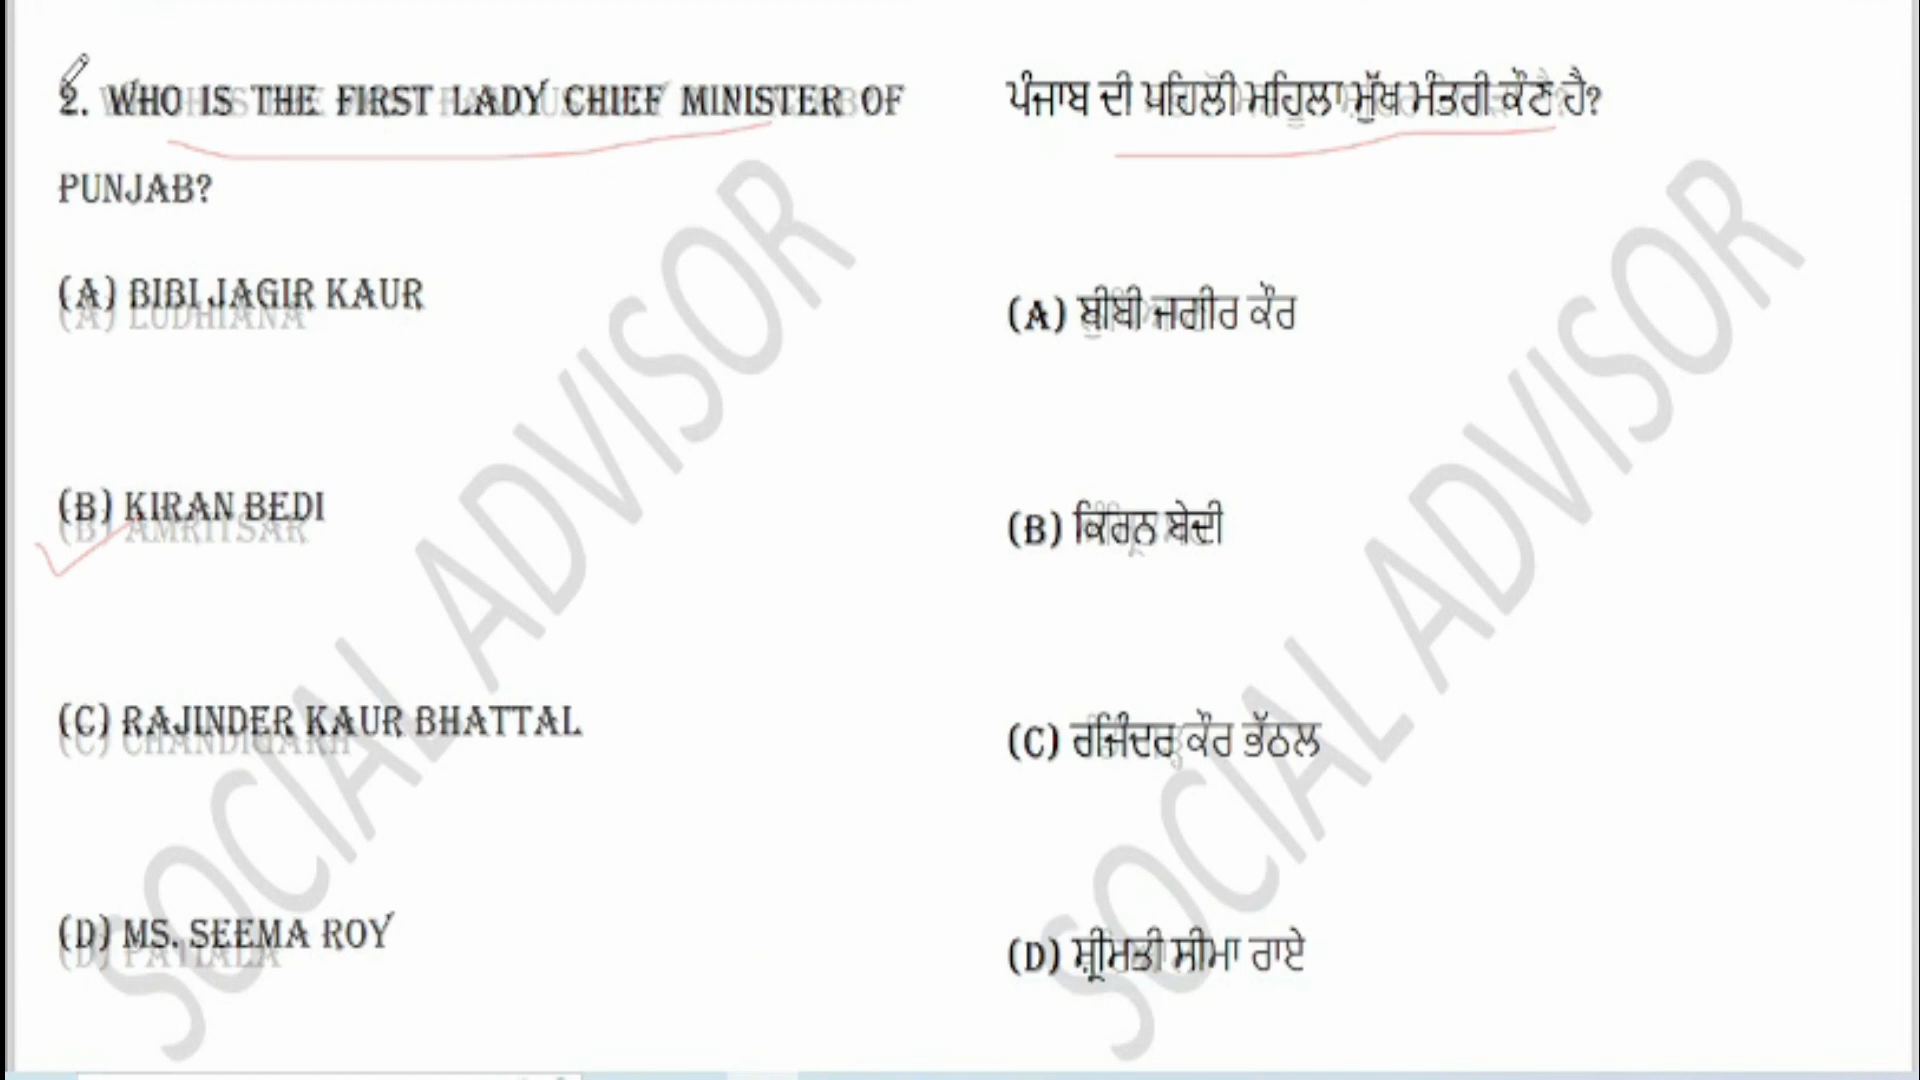 2. WHO IS THE FIRST LADY CHIEF MINISTER OF
PUNJAB?
(A) BIBI JAGIR KAUR
(A) LUDHIANA
(B) KIRAN BEDI
(B) AMRITSAR
(C) RAJINDER KAUR BHATTAL
(C) CHANDIGARH
(D) MS. SEEMA ROY
(D) PATIALA
ਪੰਜਾਬ ਦੀ ਪਹਿਲੀ ਮਹਿਲਾ ਮੁੱਖ ਮੰਤਰੀ ਕੌਣ ਹੈ?
(A) ਬੀਬੀ ਜਗੀਰ ਕੌਰ
(B) ਕਿਰਨ ਬੇਦੀ
(C) ਰਜਿੰਦਰ ਕੌਰ ਭੱਠਲ
(D) ਸ਼੍ਰੀਮਤੀ ਸੀਮਾ ਰਾਏ
SOCIAL ADVISOR
SOCIAL ADVISOR